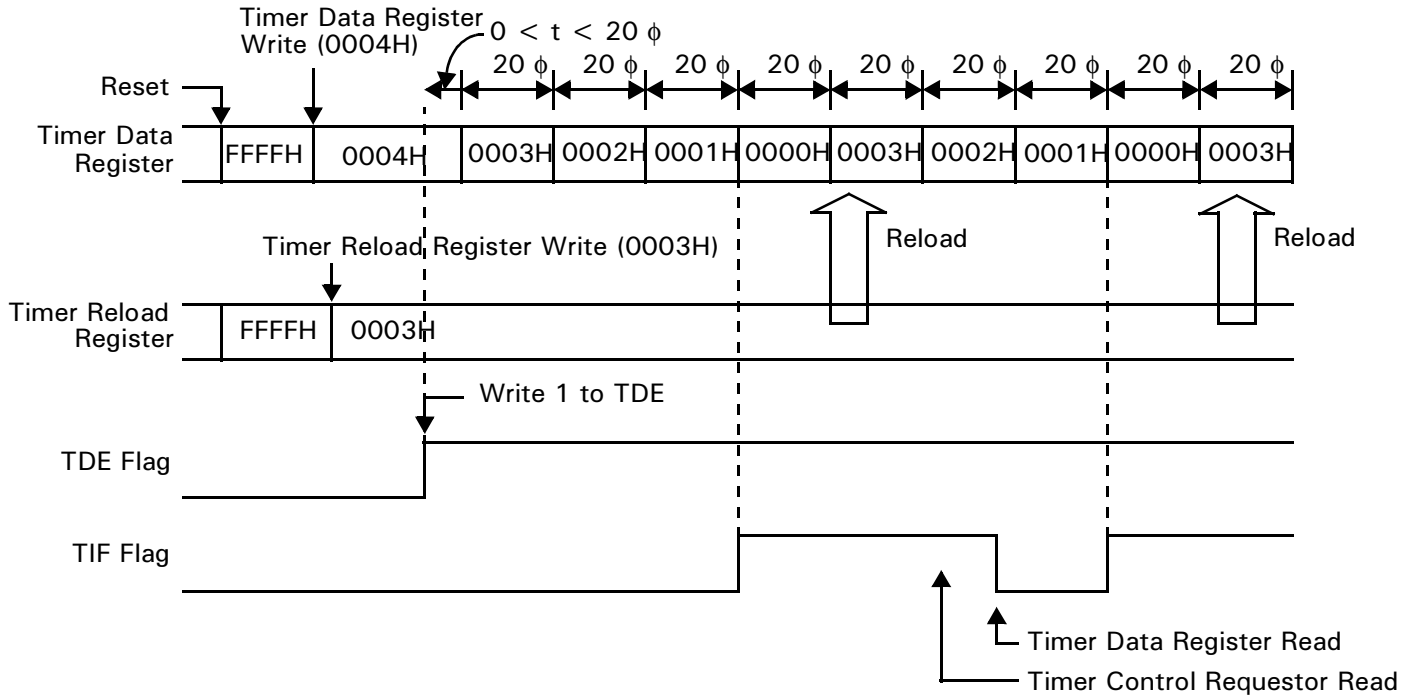 Timer Data Register
Write (0004H)
0 < t < 20 ϕ
20 ϕ 20 ϕ 20 ϕ 20 ϕ 20 ϕ 20 ϕ 20 ϕ 20 ϕ 20 ϕ
Reset
Timer Data
Register
FFFFH 0004H 0003H 0002H 0001H 0000H 0003H 0002H 0001H 0000H 0003H
Reload Reload
Timer Reload Register Write (0003H)
Timer Reload
Register
FFFFH 0003H
Write 1 to TDE
TDE Flag
TIF Flag
Timer Data Register Read
Timer Control Requestor Read